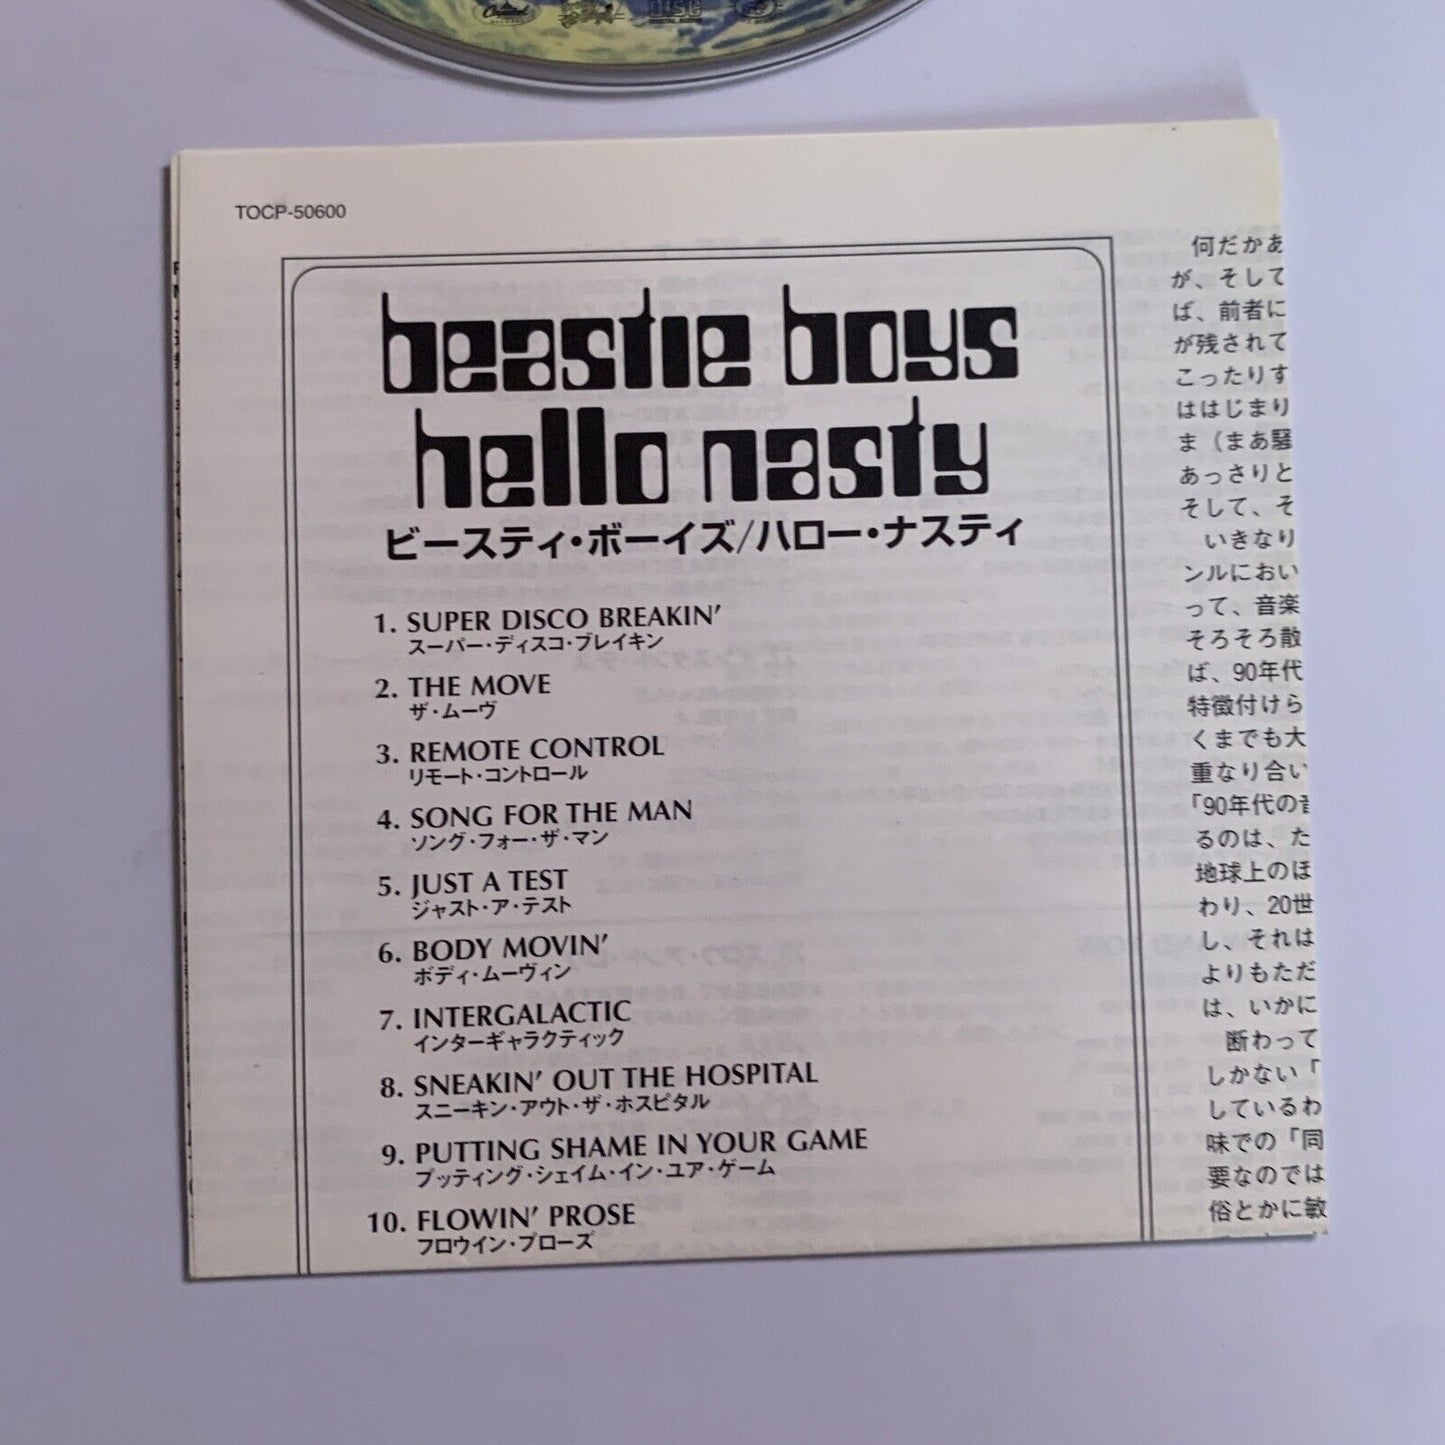 Capitol
DISC
TOCP-50600
beastie boys
hello nasty
ビースティ・ボーイズ/ハロー・ナスティ
1. SUPER DISCO BREAKIN'
スーパー・ディスコ・ブレイキン
2. THE MOVE
ザ・ムーヴ
3. REMOTE CONTROL
リモート・コントロール
4. SONG FOR THE MAN
ソング・フォー・ザ・マン
5. JUST A TEST
ジャスト・ア・テスト
6. BODY MOVIN'
ボディ・ムーヴィン
7. INTERGALACTIC
インターギャラクティック
8. SNEAKIN' OUT THE HOSPITAL
スニーキン・アウト・ザ・ホスピタル
9. PUTTING SHAME IN YOUR GAME
プッティング・シェイム・イン・ユア・ゲーム
10. FLOWIN' PROSE
フロウイン・プローズ
何だかあ
が、そして
ば、前者に
が残されて
こったりす
ははじまり
ま（まあ騒
あっさりと
そして、そ
いきなり
ンルにおい
って、音楽
そろそろ散
ば、90年代
特徴付けら
くまでも大
重なり合い
「90年代の音
るのは、た
地球上のほ
わり、20世
し、それは
よりもただ
は、いかに
断わって
しかない「
しているわ
味での「同
要なのでは
俗とかに敏